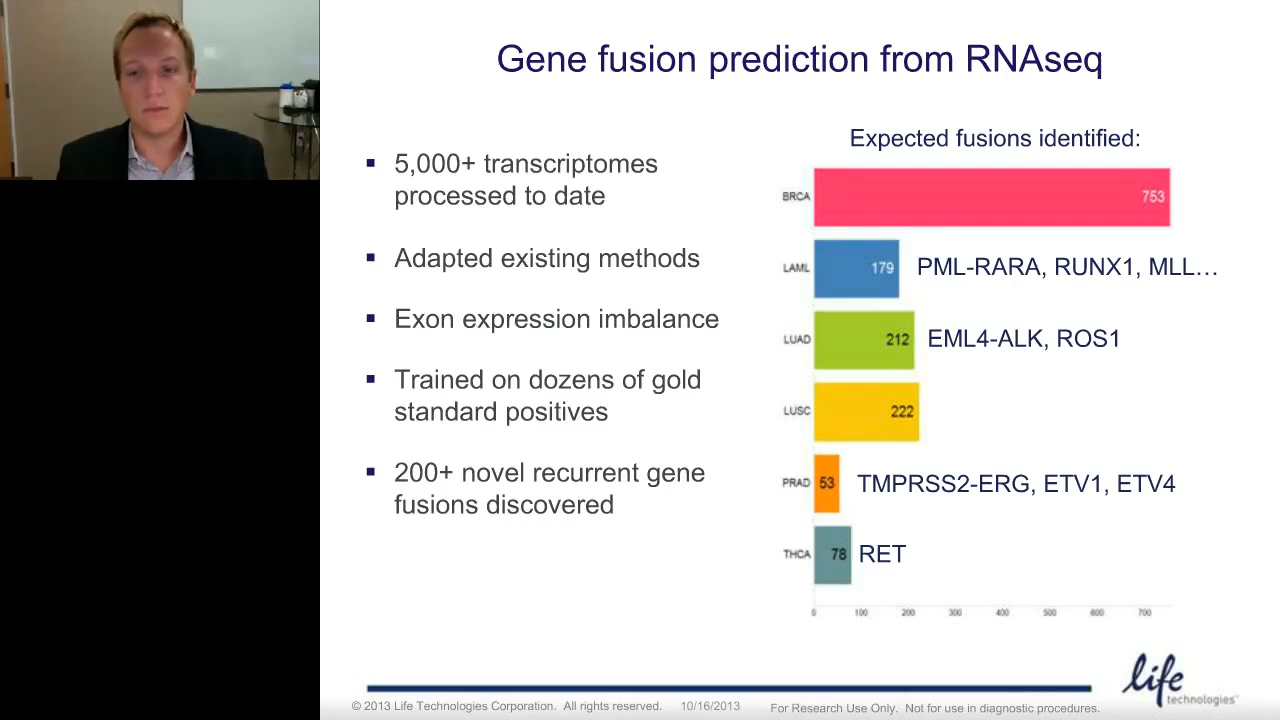 Gene fusion prediction from RNAseq
▪ 5,000+ transcriptomes
processed to date
▪ Adapted existing methods
▪ Exon expression imbalance
▪ Trained on dozens of gold
standard positives
▪ 200+ novel recurrent gene
fusions discovered
Expected fusions identified:
BRCA 753
LAML 179 PML-RARA, RUNX1, MLL…
LUAD 212 EML4-ALK, ROS1
LUSC 222
PRAD 53 TMPRSS2-ERG, ETV1, ETV4
THCA 78 RET
0 100 200 300 400 500 600 700
life
technologies™
© 2013 Life Technologies Corporation. All rights reserved. 10/16/2013 For Research Use Only. Not for use in diagnostic procedures.